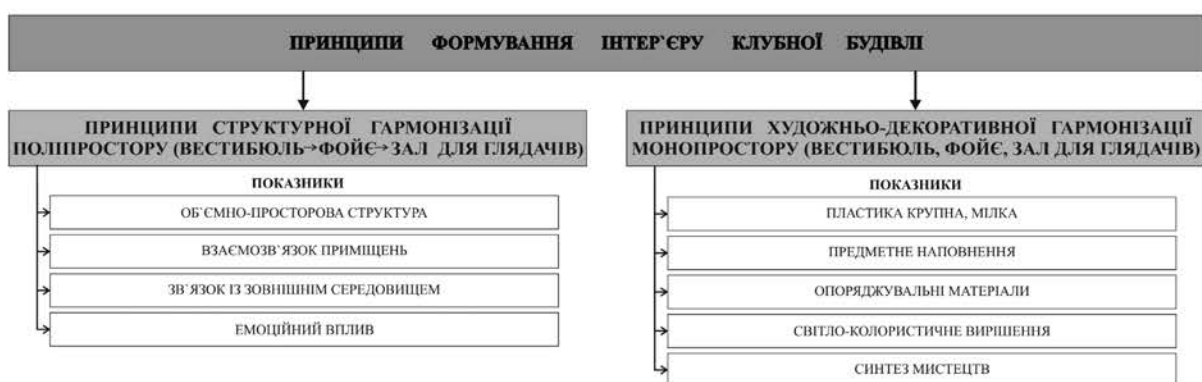 ПРИНЦИПИ ФОРМУВАННЯ ІНТЕР`ЄРУ КЛУБНОЇ БУДІВЛІ
ПРИНЦИПИ СТРУКТУРНОЇ ГАРМОНІЗАЦІЇ
ПОЛІПРОСТОРУ (ВЕСТИБЮЛЬ→ФОЙЄ→ЗАЛ ДЛЯ ГЛЯДАЧІВ)
ПОКАЗНИКИ
ОБ`ЄМНО-ПРОСТОРОВА СТРУКТУРА
ВЗАЄМОЗВ`ЯЗОК ПРИМІЩЕНЬ
ЗВ`ЯЗОК ІЗ ЗОВНІШНІМ СЕРЕДОВИЩЕМ
ЕМОЦІЙНИЙ ВПЛИВ
ПРИНЦИПИ ХУДОЖНЬО-ДЕКОРАТИВНОЇ ГАРМОНІЗАЦІЇ
МОНОПРОСТОРУ (ВЕСТИБЮЛЬ, ФОЙЄ, ЗАЛ ДЛЯ ГЛЯДАЧІВ)
ПОКАЗНИКИ
ПЛАСТИКА КРУПНА, МІЛКА
ПРЕДМЕТНЕ НАПОВНЕННЯ
ОПОРЯДЖУВАЛЬНІ МАТЕРІАЛИ
СВІТЛО-КОЛОРИСТИЧНЕ ВИРІШЕННЯ
СИНТЕЗ МИСТЕЦТВ